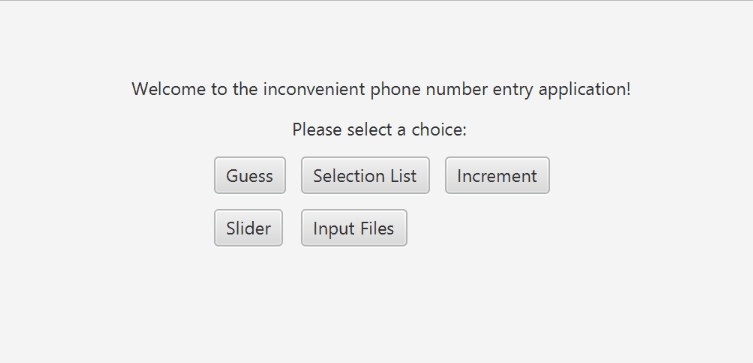 Welcome to the inconvenient phone number entry application!
Please select a choice:
Guess Selection List Increment
Slider Input Files